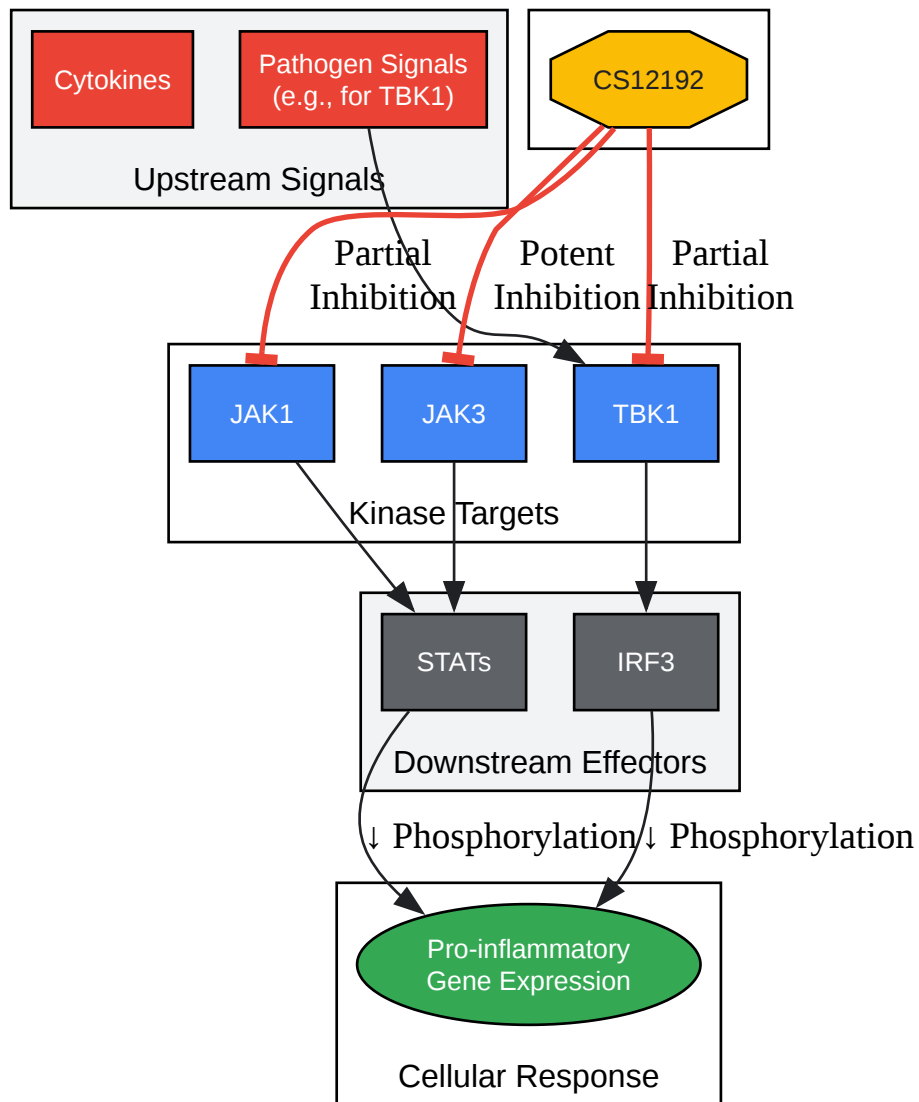 Cytokines
Pathogen Signals
(e.g., for TBK1)
CS12192
Upstream Signals
Partial
Inhibition
Potent
Inhibition
Partial
Inhibition
JAK1
JAK3
TBK1
Kinase Targets
STATs
IRF3
Downstream Effectors
↓ Phosphorylation
↓ Phosphorylation
Pro-inflammatory
Gene Expression
Cellular Response